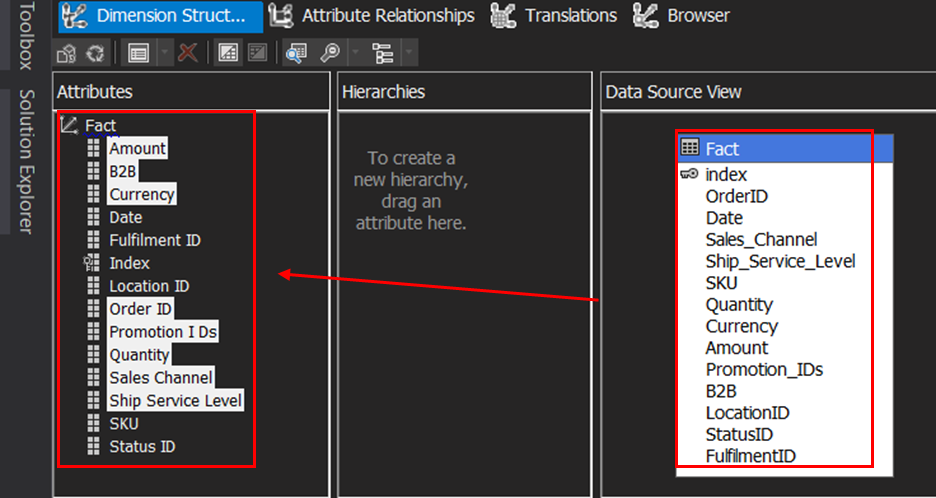 Toolbox
Solution Explorer
Dimension Struct...
Attribute Relationships
Translations
Browser
Attributes
Fact
Amount
B2B
Currency
Date
Fulfilment ID
Index
Location ID
Order ID
Promotion I Ds
Quantity
Sales Channel
Ship Service Level
SKU
Status ID
Hierarchies
To create a
new hierarchy,
drag an
attribute here.
Data Source View
Fact
index
OrderID
Date
Sales_Channel
Ship_Service_Level
SKU
Quantity
Currency
Amount
Promotion_IDs
B2B
LocationID
StatusID
FulfilmentID